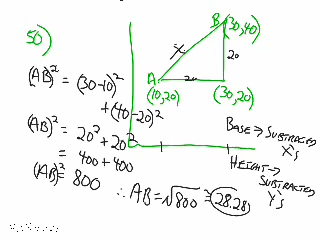 50)
B (30,40)
x
20
A
20
(10,20)
(30,20)
(AB)² = (30-10)²
+ (40-20)²
(AB)² = 20² + 20²
= 400 + 400
(AB)² = 800
∴ AB = √800 ≅ 28.28
BASE → SUBTRACTED
X's
HEIGHT →
SUBTRACTED
Y's